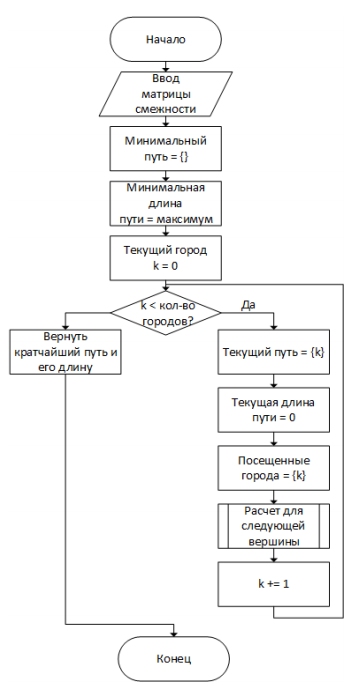 Начало
Ввод
матрицы
смежности
Минимальный
путь = {}
Минимальная
длина
пути = максимум
Текущий город
k = 0
k < кол-во
городов?
Да
Вернуть
кратчайший путь и
его длину
Текущий путь = {k}
Текущая длина
пути = 0
Посещенные
города = {k}
Расчет для
следующей
вершины
k += 1
Конец